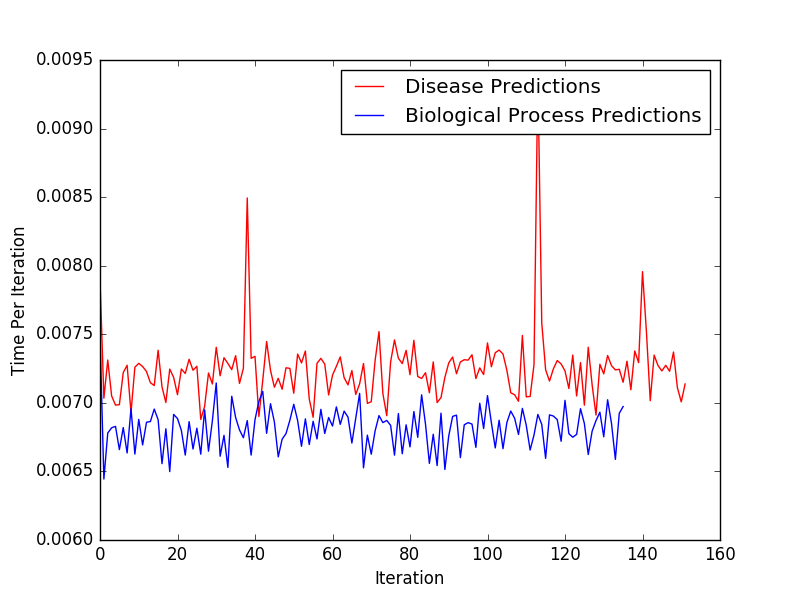 0.0095
Disease Predictions
Biological Process Predictions
0.0090
0.0085
0.0080
0.0075
0.0070
0.0065
0.0060
Time Per Iteration
0 20 40 60 80 100 120 140 160
Iteration